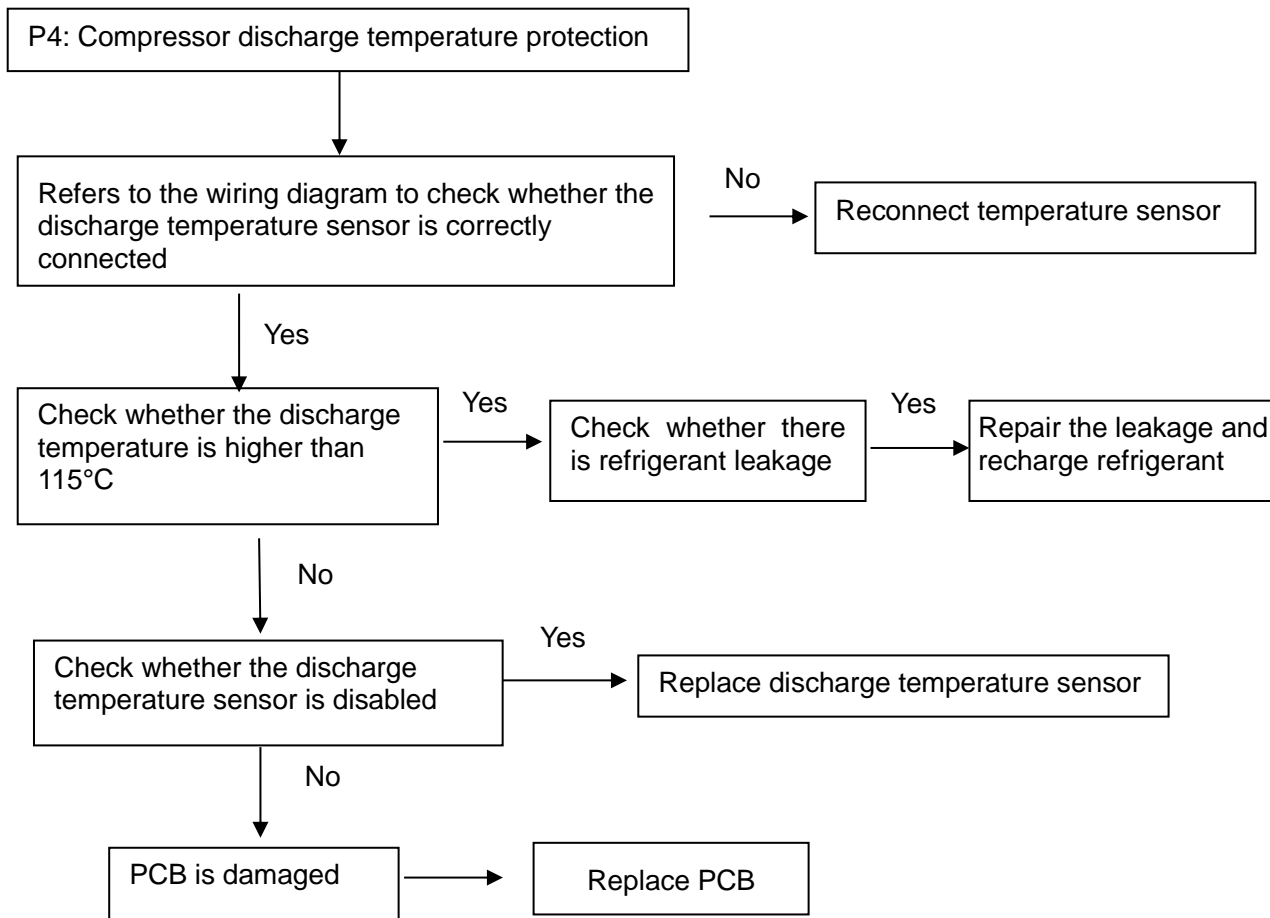 P4: Compressor discharge temperature protection
Refers to the wiring diagram to check whether the
discharge temperature sensor is correctly
connected
No
Reconnect temperature sensor
Yes
Check whether the discharge
temperature is higher than
115°C
Yes
Check whether there
is refrigerant leakage
Yes
Repair the leakage and
recharge refrigerant
No
Check whether the discharge
temperature sensor is disabled
Yes
Replace discharge temperature sensor
No
PCB is damaged
Replace PCB